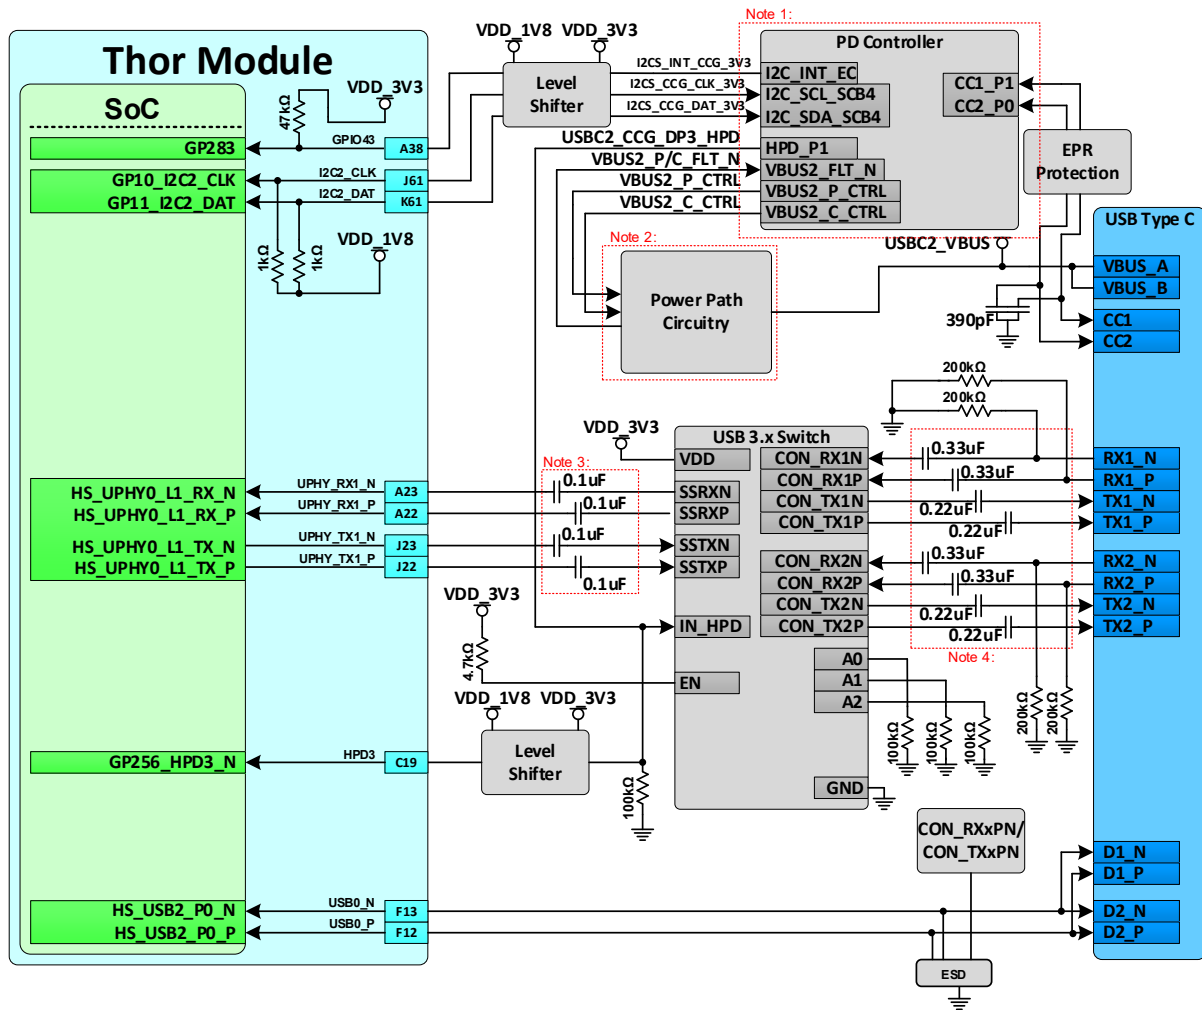 Note 1:
VDD_1V8
VDD_3V3
Thor Module
SoC
VDD_3V3
47kΩ
GP283
GPIO43
A38
GP10_I2C2_CLK
I2C2_CLK
J61
GP11_I2C2_DAT
I2C2_DAT
K61
1kΩ
1kΩ
VDD_1V8
Level
Shifter
I2CS_INT_CCG_3V3
I2CS_CCG_CLK_3V3
I2CS_CCG_DAT_3V3
USBC2_CCG_DP3_HPD
VBUS2_P/C_FLT_N
VBUS2_P_CTRL
VBUS2_C_CTRL
PD Controller
I2C_INT_EC
I2C_SCL_SCB4
I2C_SDA_SCB4
HPD_P1
VBUS2_FLT_N
VBUS2_P_CTRL
VBUS2_C_CTRL
CC1_P1
CC2_P0
EPR
Protection
USBC2_VBUS
Note 2:
Power Path
Circuitry
390pF
USB Type C
VBUS_A
VBUS_B
CC1
CC2
200kΩ
200kΩ
VDD_3V3
USB 3.x Switch
VDD
SSRXN
SSRXP
SSTXN
SSTXP
IN_HPD
EN
CON_RX1N
CON_RX1P
CON_TX1N
CON_TX1P
CON_RX2N
CON_RX2P
CON_TX2N
CON_TX2P
A0
A1
A2
GND
Note 3:
0.1uF
0.1uF
0.1uF
0.1uF
HS_UPHY0_L1_RX_N
UPHY_RX1_N
A23
HS_UPHY0_L1_RX_P
UPHY_RX1_P
A22
HS_UPHY0_L1_TX_N
UPHY_TX1_N
J23
HS_UPHY0_L1_TX_P
UPHY_TX1_P
J22
0.33uF
0.33uF
0.22uF
0.22uF
0.33uF
0.33uF
0.22uF
0.22uF
Note 4:
RX1_N
RX1_P
TX1_N
TX1_P
RX2_N
RX2_P
TX2_N
TX2_P
VDD_3V3
4.7kΩ
VDD_1V8
VDD_3V3
Level
Shifter
100kΩ
100kΩ
100kΩ
100kΩ
200kΩ
200kΩ
GP256_HPD3_N
HPD3
C19
CON_RXxPN/
CON_TXxPN
D1_N
D1_P
D2_N
D2_P
HS_USB2_P0_N
USB0_N
F13
HS_USB2_P0_P
USB0_P
F12
ESD